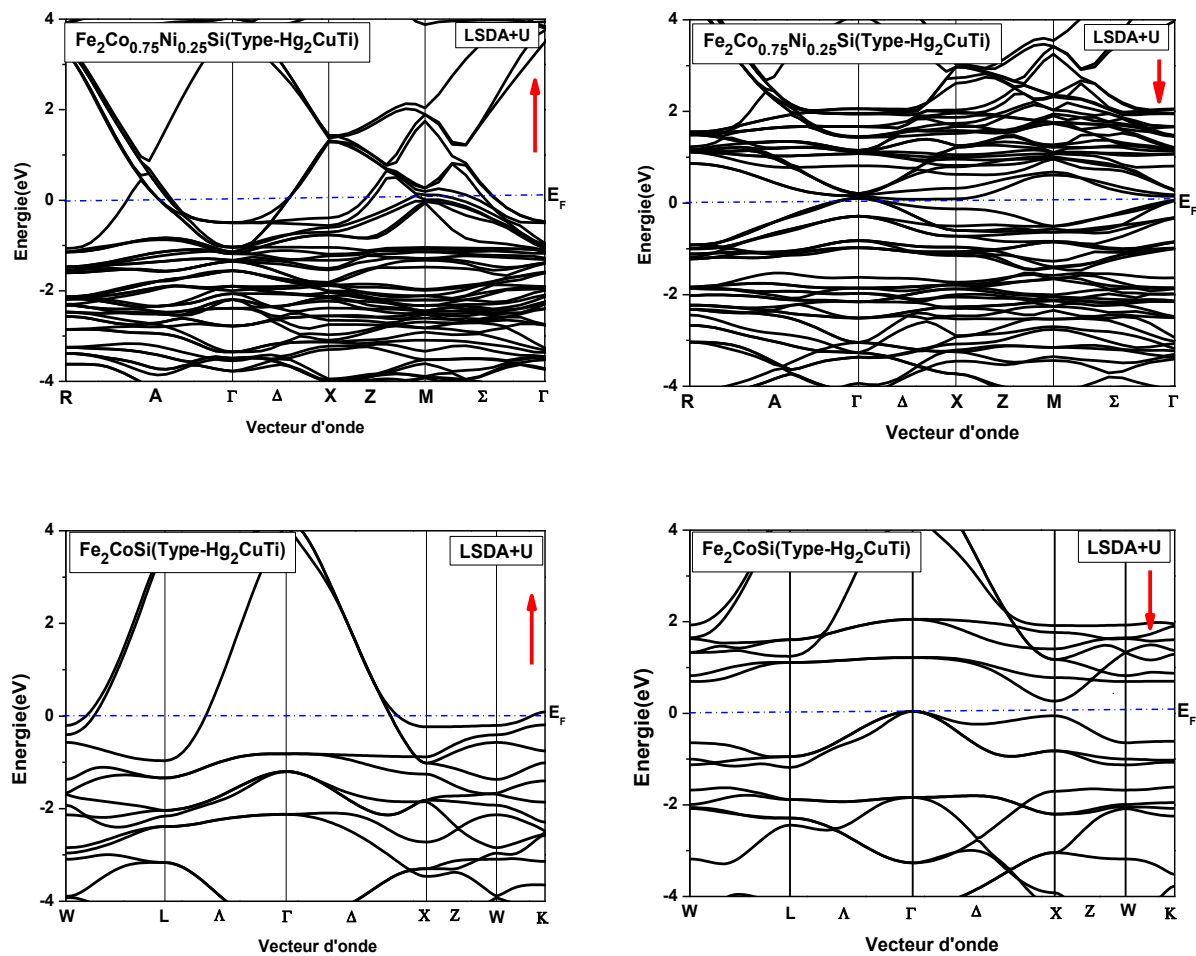 Fe2Co0.75Ni0.25Si(Type-Hg2CuTi)
LSDA+U
4
2
0
-2
-4
Energie(eV)
EF
R A Γ Δ X Z M Σ Γ
Vecteur d'onde
Fe2Co0.75Ni0.25Si(Type-Hg2CuTi)
LSDA+U
4
2
0
-2
-4
Energie(eV)
EF
R A Γ Δ X Z M Σ Γ
Vecteur d'onde
Fe2CoSi(Type-Hg2CuTi)
LSDA+U
4
2
0
-2
-4
Energie(eV)
EF
W L Λ Γ Δ X Z W K
Vecteur d'onde
Fe2CoSi(Type-Hg2CuTi)
LSDA+U
4
2
0
-2
-4
Energie(eV)
EF
W L Λ Γ Δ X Z W K
Vecteur d'onde